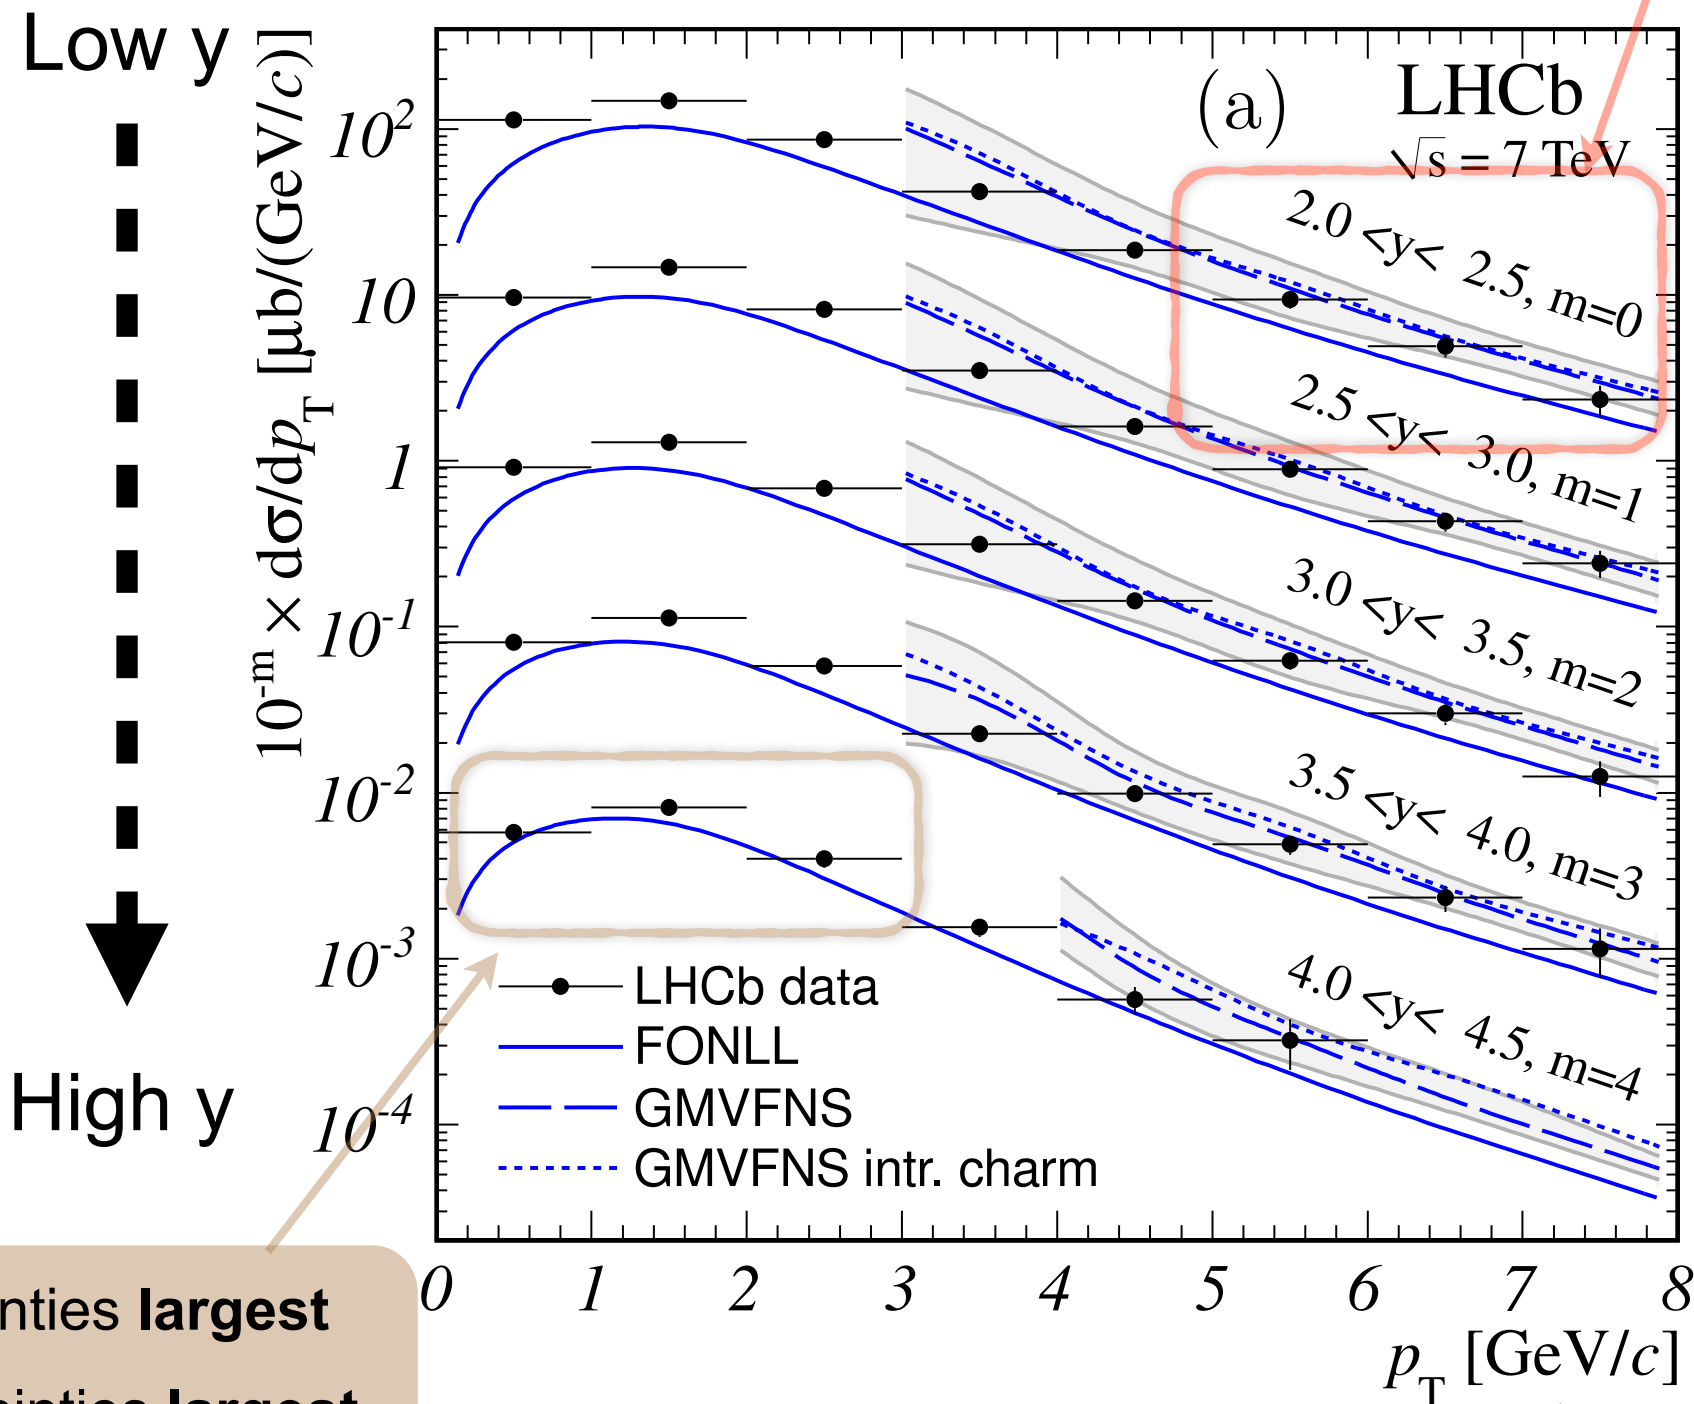 Low y
High y
10⁻ᵐ × dσ/dp_T [μb/(GeV/c)]
10²
10
1
10⁻¹
10⁻²
10⁻³
10⁻⁴
(a)
LHCb
√s = 7 TeV
2.0 <y< 2.5, m=0
2.5 <y< 3.0, m=1
3.0 <y< 3.5, m=2
3.5 <y< 4.0, m=3
4.0 <y< 4.5, m=4
LHCb data
FONLL
GMVFNS
GMVFNS intr. charm
0 1 2 3 4 5 6 7 8
p_T [GeV/c]
largest
largest